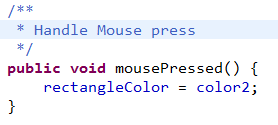 /**
 * Handle Mouse press
 */
public void mousePressed() {
    rectangleColor = color2;
}